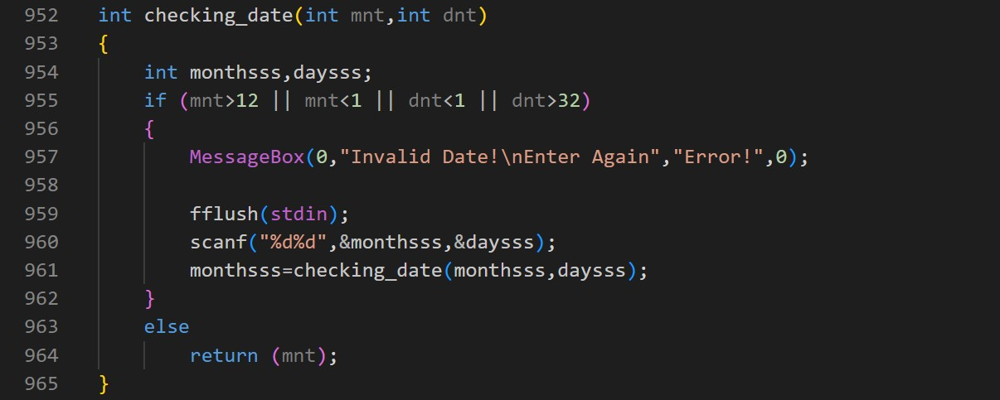 952 int checking_date(int mnt,int dnt)
953 {
954 int monthsss,daysss;
955 if (mnt>12 || mnt<1 || dnt<1 || dnt>32)
956 {
957 MessageBox(0,"Invalid Date!\nEnter Again","Error!",0);
958
959 fflush(stdin);
960 scanf("%d%d",&monthsss,&daysss);
961 monthsss=checking_date(monthsss,daysss);
962 }
963 else
964 return (mnt);
965 }